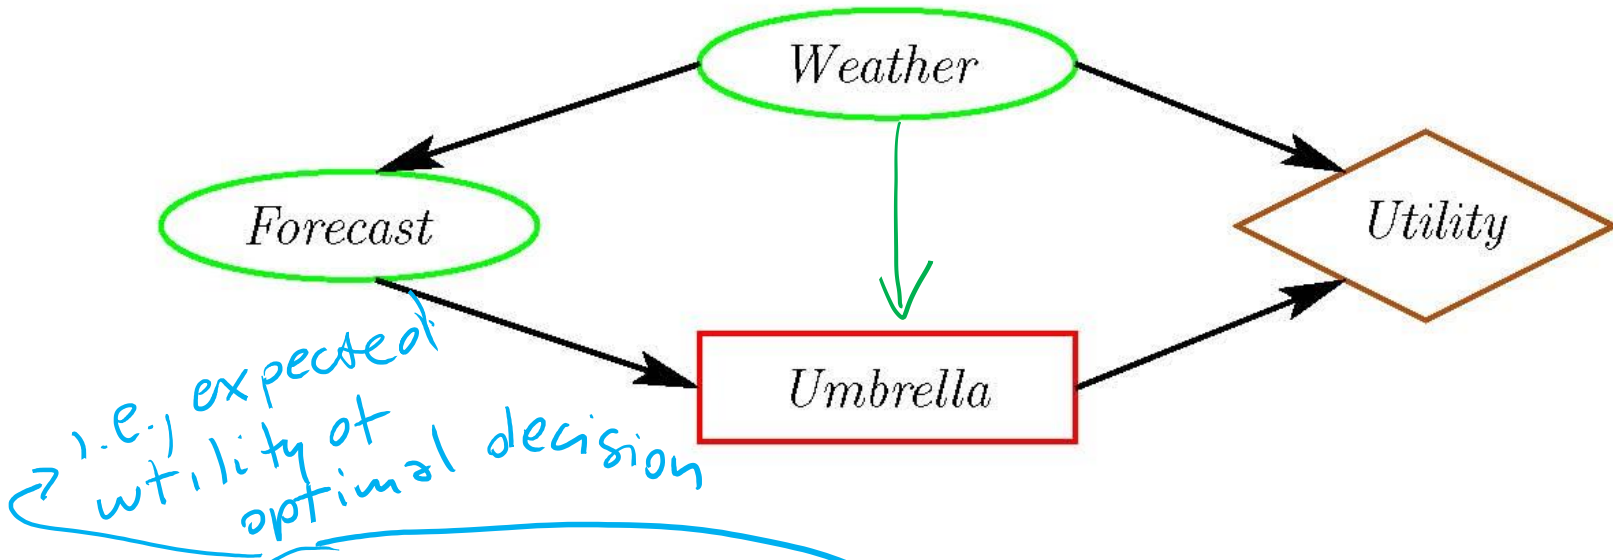 Weather
Forecast
Utility
Umbrella
i.e., expected
utility of
optimal decision